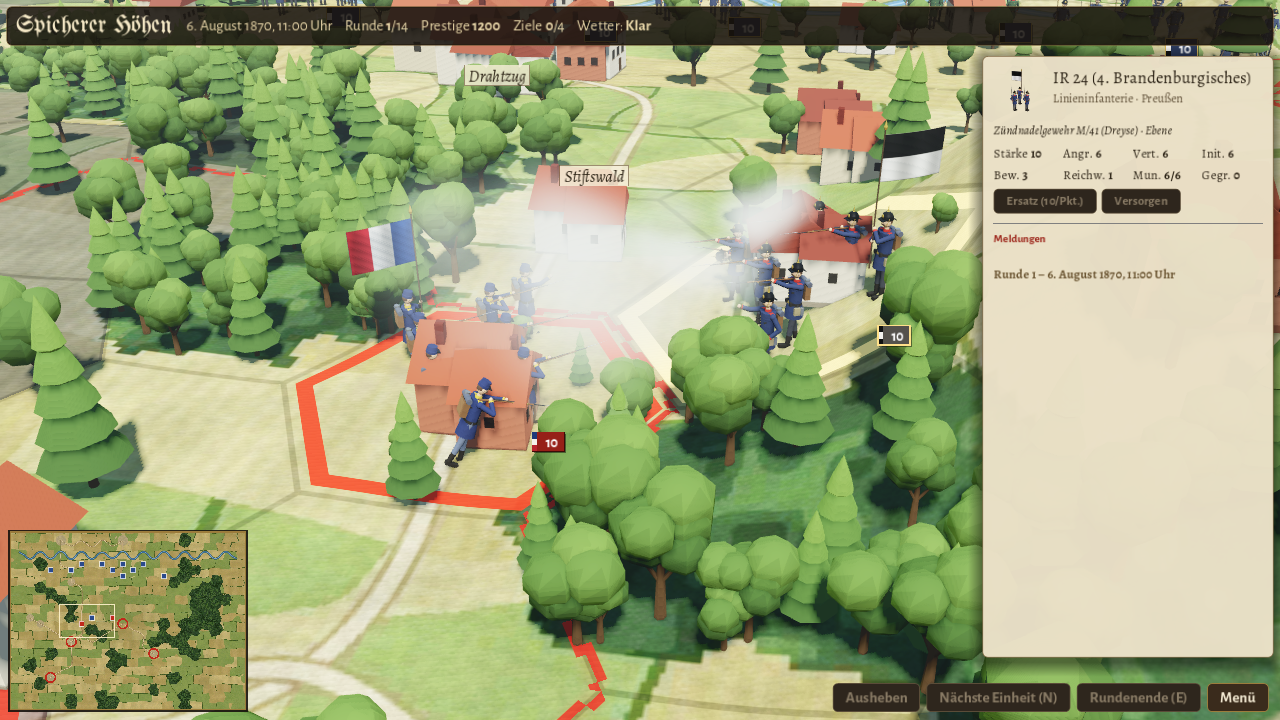 Spicherer Höhen 6. August 1870, 11:00 Uhr Runde 1/14 Prestige 1200 Ziele 0/4 Wetter: Klar
10
10
10
Drahtzug
IR 24 (4. Brandenburgisches)
Linieninfanterie · Preußen
Zündnadelgewehr M/41 (Dreyse) · Ebene
Stärke 10 Angr. 6 Vert. 6 Init. 6
Bew. 3 Reichw. 1 Mun. 6/6 Gegr. 0
Ersatz (10/Pkt.) Versorgen
Stiftswald
Meldungen
Runde 1 – 6. August 1870, 11:00 Uhr
10
10
Ausheben Nächste Einheit (N) Rundenende (E) Menü